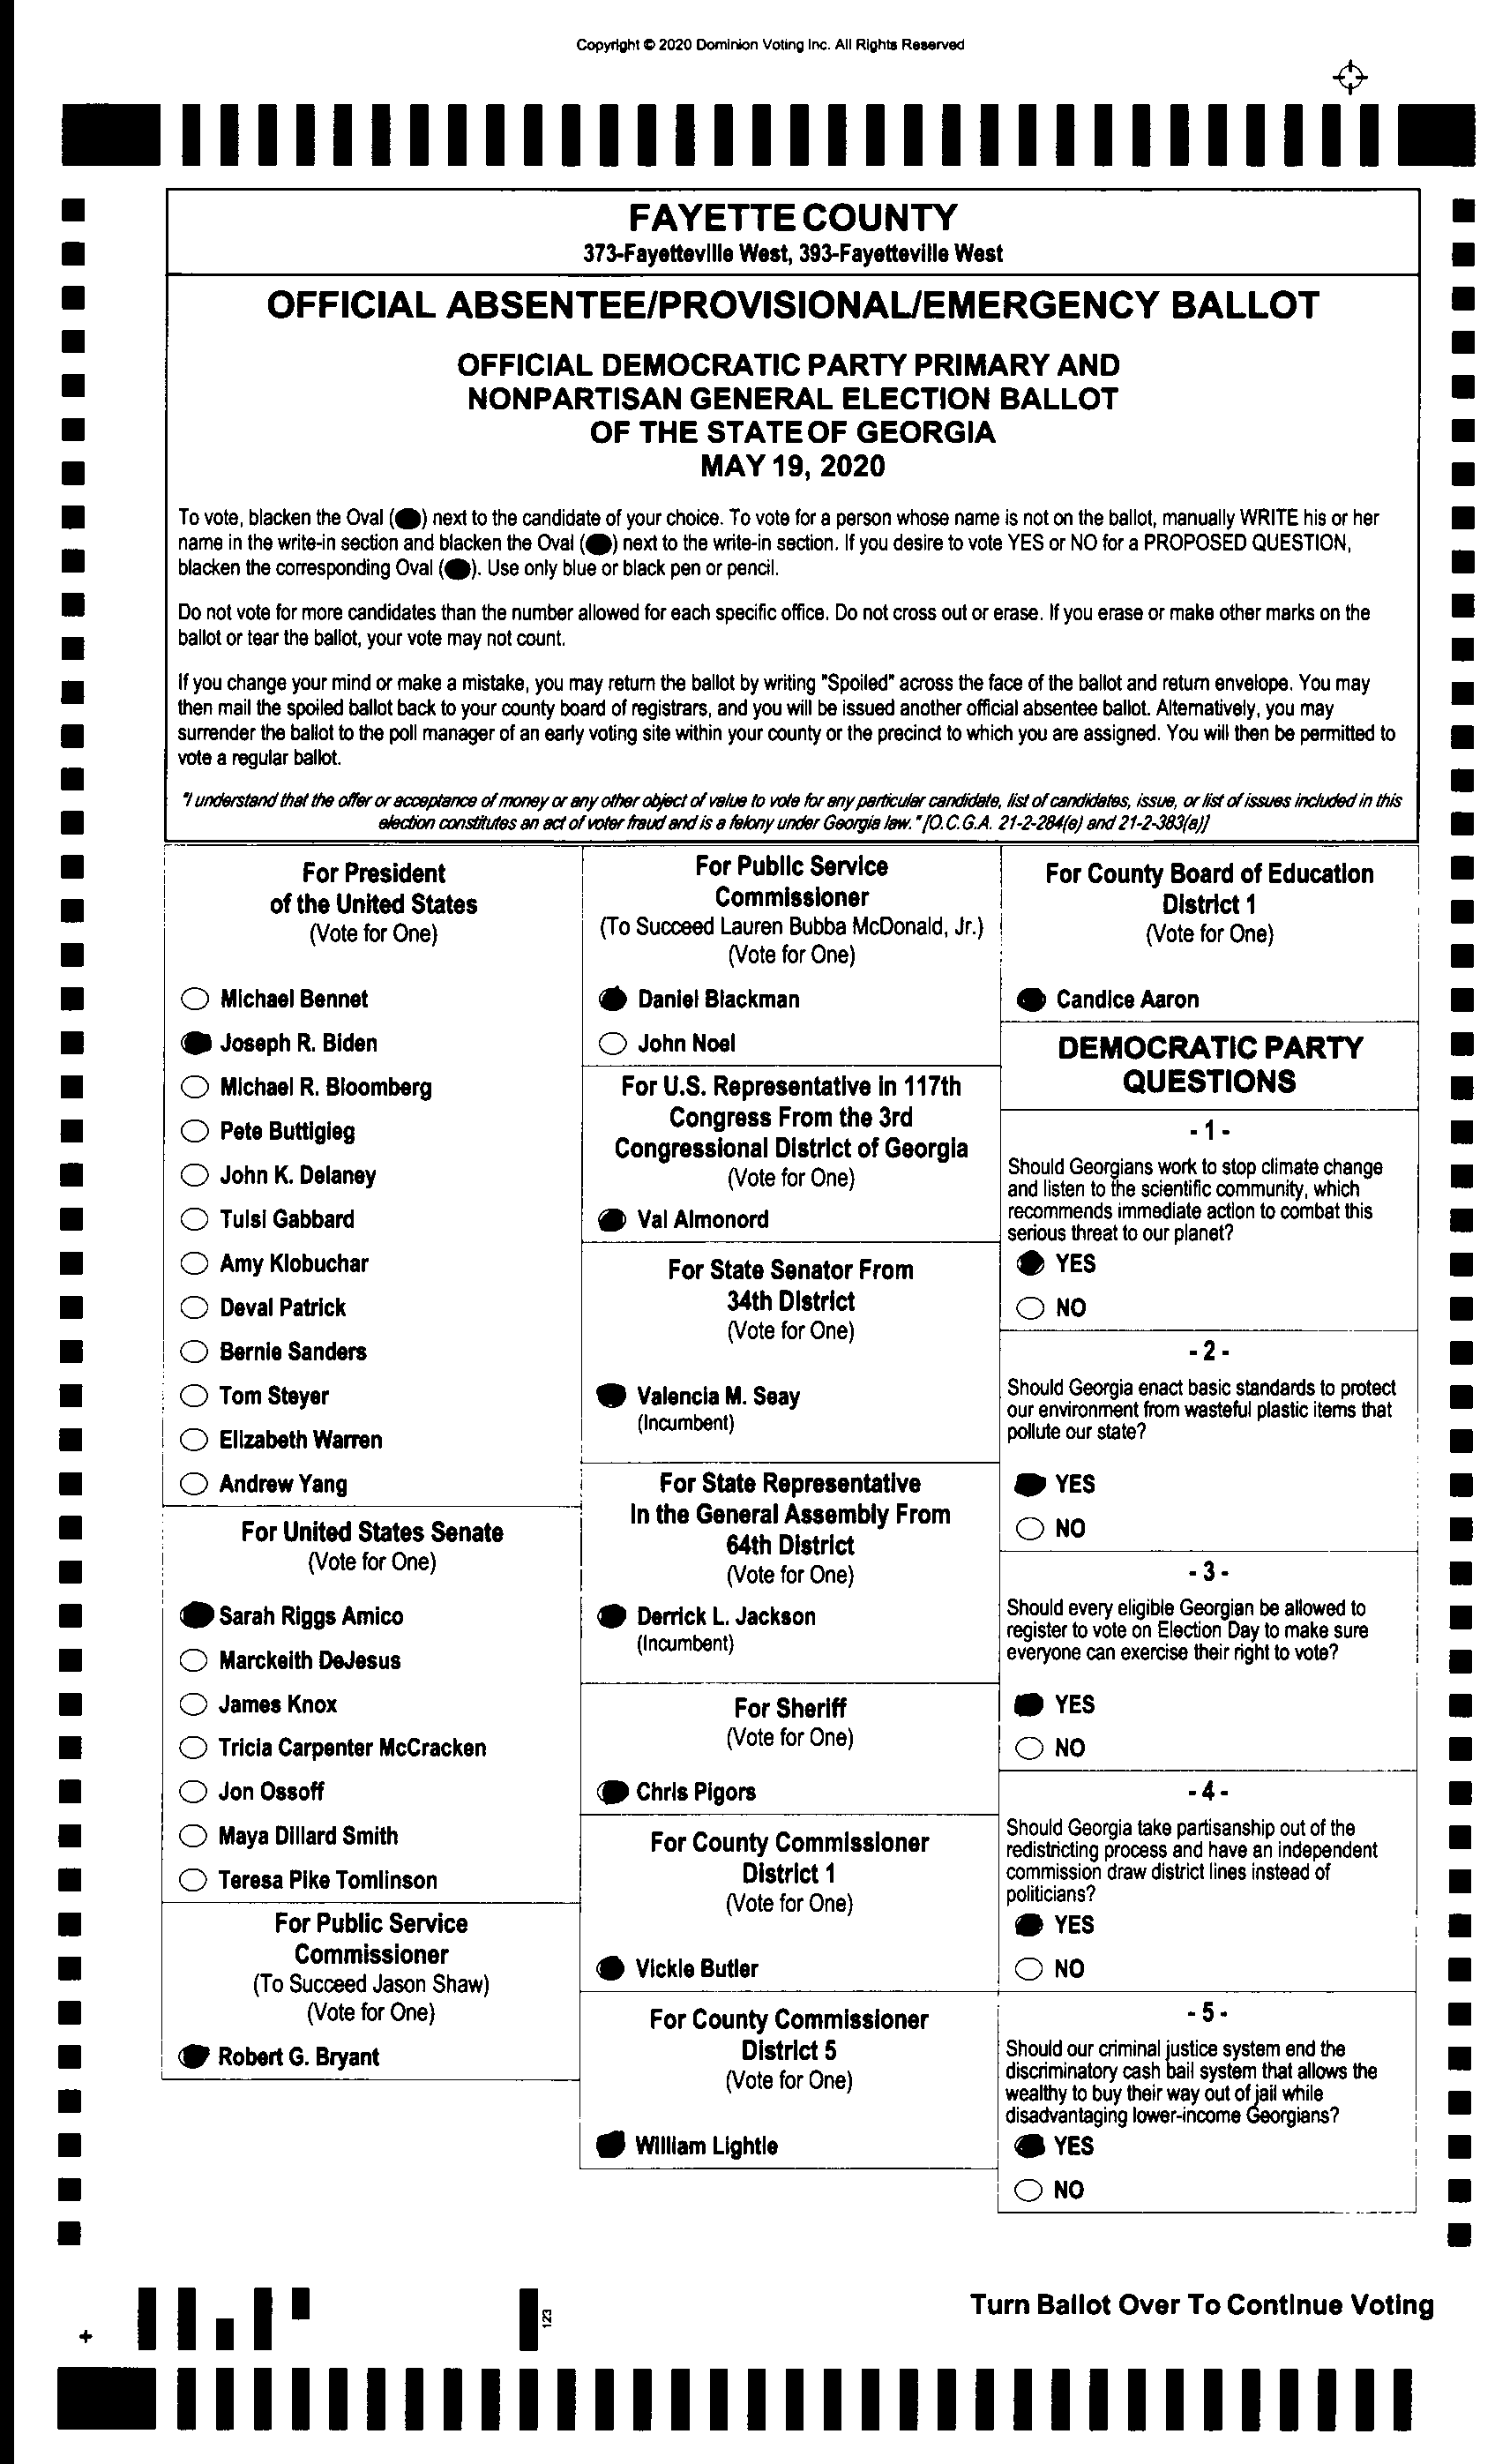 Copyright © 2020 Dominion Voting Inc. All Rights Reserved
FAYETTE COUNTY
373-Fayetteville West, 393-Fayetteville West
OFFICIAL ABSENTEE/PROVISIONAL/EMERGENCY BALLOT
OFFICIAL DEMOCRATIC PARTY PRIMARY AND
NONPARTISAN GENERAL ELECTION BALLOT
OF THE STATE OF GEORGIA
MAY 19, 2020
To vote, blacken the Oval (●) next to the candidate of your choice. To vote for a person whose name is not on the ballot, manually WRITE his or her
name in the write-in section and blacken the Oval (●) next to the write-in section. If you desire to vote YES or NO for a PROPOSED QUESTION,
blacken the corresponding Oval (●). Use only blue or black pen or pencil.
Do not vote for more candidates than the number allowed for each specific office. Do not cross out or erase. If you erase or make other marks on the
ballot or tear the ballot, your vote may not count.
If you change your mind or make a mistake, you may return the ballot by writing "Spoiled" across the face of the ballot and return envelope. You may
then mail the spoiled ballot back to your county board of registrars, and you will be issued another official absentee ballot. Alternatively, you may
surrender the ballot to the poll manager of an early voting site within your county or the precinct to which you are assigned. You will then be permitted to
vote a regular ballot.
"I understand that the offer or acceptance of money or any other object of value to vote for any particular candidate, list of candidates, issue, or list of issues included in this
election constitutes an act of voter fraud and is a felony under Georgia law." [O.C.G.A. 21-2-284(e) and 21-2-383(a)]
For President
of the United States
(Vote for One)
Michael Bennet
Joseph R. Biden
Michael R. Bloomberg
Pete Buttigieg
John K. Delaney
Tulsi Gabbard
Amy Klobuchar
Deval Patrick
Bernie Sanders
Tom Steyer
Elizabeth Warren
Andrew Yang
For United States Senate
(Vote for One)
Sarah Riggs Amico
Marckeith DeJesus
James Knox
Tricia Carpenter McCracken
Jon Ossoff
Maya Dillard Smith
Teresa Pike Tomlinson
For Public Service
Commissioner
(To Succeed Jason Shaw)
(Vote for One)
Robert G. Bryant
For Public Service
Commissioner
(To Succeed Lauren Bubba McDonald, Jr.)
(Vote for One)
Daniel Blackman
John Noel
For U.S. Representative in 117th
Congress From the 3rd
Congressional District of Georgia
(Vote for One)
Val Almonord
For State Senator From
34th District
(Vote for One)
Valencia M. Seay
(Incumbent)
For State Representative
In the General Assembly From
64th District
(Vote for One)
Derrick L. Jackson
(Incumbent)
For Sheriff
(Vote for One)
Chris Pigors
For County Commissioner
District 1
(Vote for One)
Vickie Butler
For County Commissioner
District 5
(Vote for One)
William Lightle
For County Board of Education
District 1
(Vote for One)
Candice Aaron
DEMOCRATIC PARTY
QUESTIONS
- 1 -
Should Georgians work to stop climate change
and listen to the scientific community, which
recommends immediate action to combat this
serious threat to our planet?
YES
NO
- 2 -
Should Georgia enact basic standards to protect
our environment from wasteful plastic items that
pollute our state?
YES
NO
- 3 -
Should every eligible Georgian be allowed to
register to vote on Election Day to make sure
everyone can exercise their right to vote?
YES
NO
- 4 -
Should Georgia take partisanship out of the
redistricting process and have an independent
commission draw district lines instead of
politicians?
YES
NO
- 5 -
Should our criminal justice system end the
discriminatory cash bail system that allows the
wealthy to buy their way out of jail while
disadvantaging lower-income Georgians?
YES
NO
Turn Ballot Over To Continue Voting
123